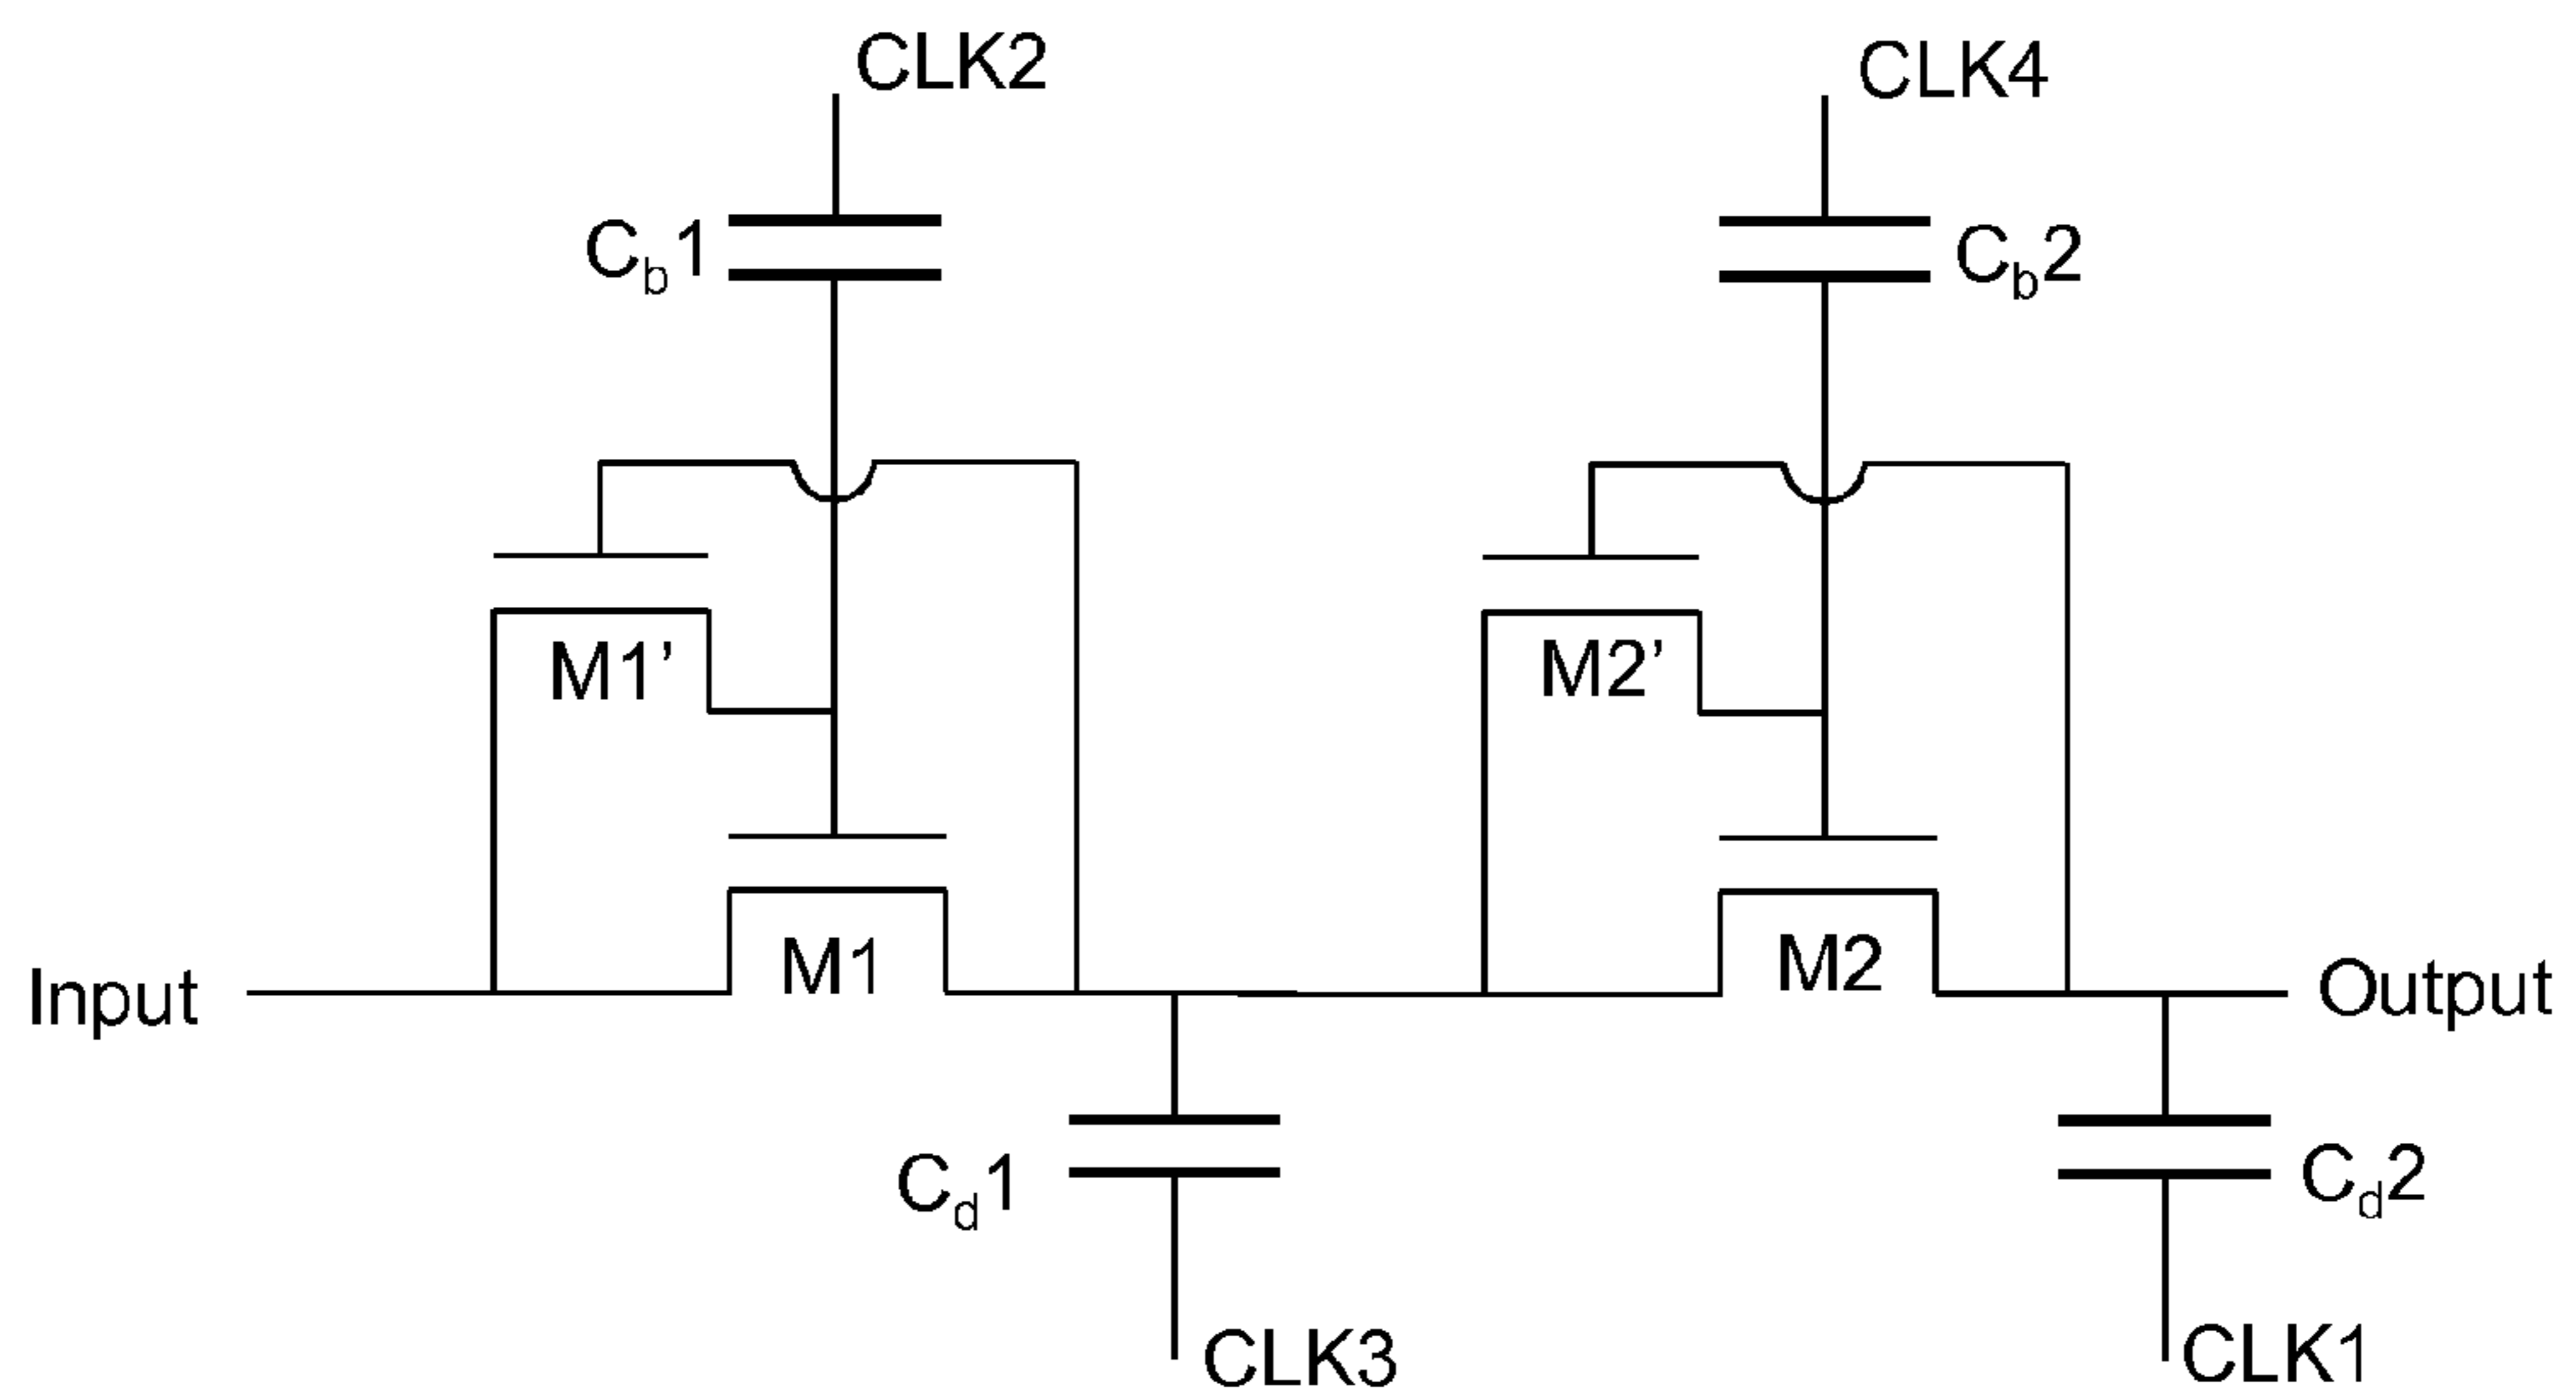 CLK2
CLK4
Cb1
Cb2
M1’
M2’
M1
M2
Input
Output
Cd1
Cd2
CLK3
CLK1